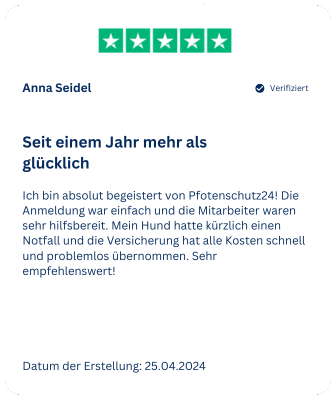 Anna Seidel
Verifiziert
Seit einem Jahr mehr als
glücklich
Ich bin absolut begeistert von Pfotenschutz24! Die
Anmeldung war einfach und die Mitarbeiter waren
sehr hilfsbereit. Mein Hund hatte kürzlich einen
Notfall und die Versicherung hat alle Kosten schnell
und problemlos übernommen. Sehr
empfehlenswert!
Datum der Erstellung: 25.04.2024